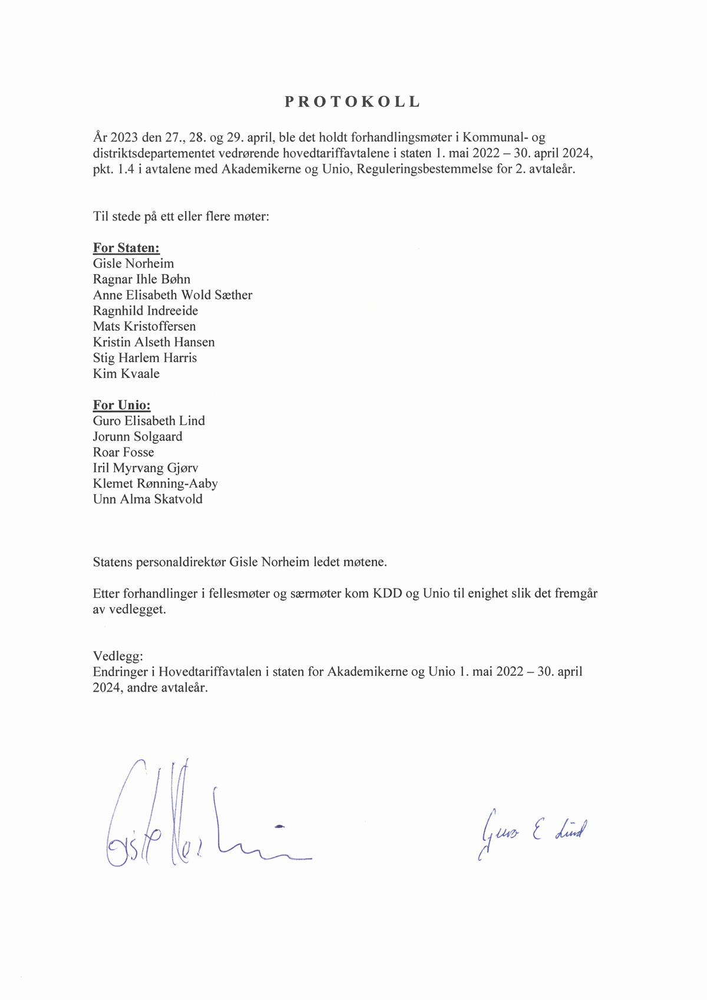 PROTOKOLL
År 2023 den 27., 28. og 29. april, ble det holdt forhandlingsmøter i Kommunal- og
distriktsdepartementet vedrørende hovedtariffavtalene i staten 1. mai 2022 – 30. april 2024,
pkt. 1.4 i avtalene med Akademikerne og Unio, Reguleringsbestemmelse for 2. avtaleår.
Til stede på ett eller flere møter:
For Staten:
Gisle Norheim
Ragnar Ihle Bøhn
Anne Elisabeth Wold Sæther
Ragnhild Indreeide
Mats Kristoffersen
Kristin Alseth Hansen
Stig Harlem Harris
Kim Kvaale
For Unio:
Guro Elisabeth Lind
Jorunn Solgaard
Roar Fosse
Iril Myrvang Gjørv
Klemet Rønning-Aaby
Unn Alma Skatvold
Statens personaldirektør Gisle Norheim ledet møtene.
Etter forhandlinger i fellesmøter og særmøter kom KDD og Unio til enighet slik det fremgår
av vedlegget.
Vedlegg:
Endringer i Hovedtariffavtalen i staten for Akademikerne og Unio 1. mai 2022 – 30. april
2024, andre avtaleår.
Gisle Norheim
Guro E Lind